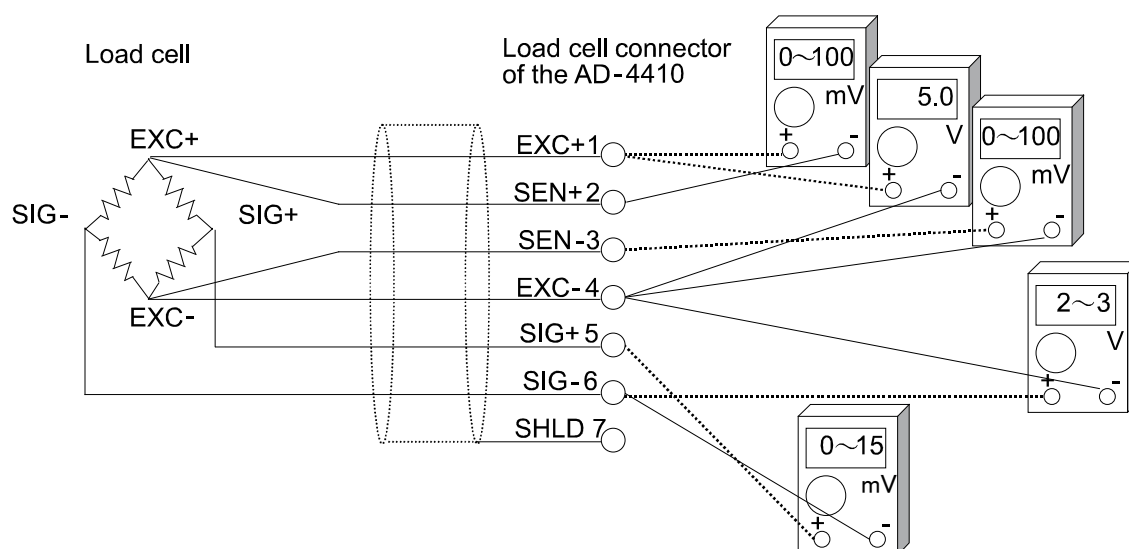 Load cell
Load cell connector
of the AD-4410
EXC+
SIG-
SIG+
EXC-
EXC+1
SEN+2
SEN-3
EXC-4
SIG+5
SIG-6
SHLD 7
0~100
mV
+ -
5.0
V
+ -
0~100
mV
+ -
2~3
V
+ -
0~15
mV
+ -